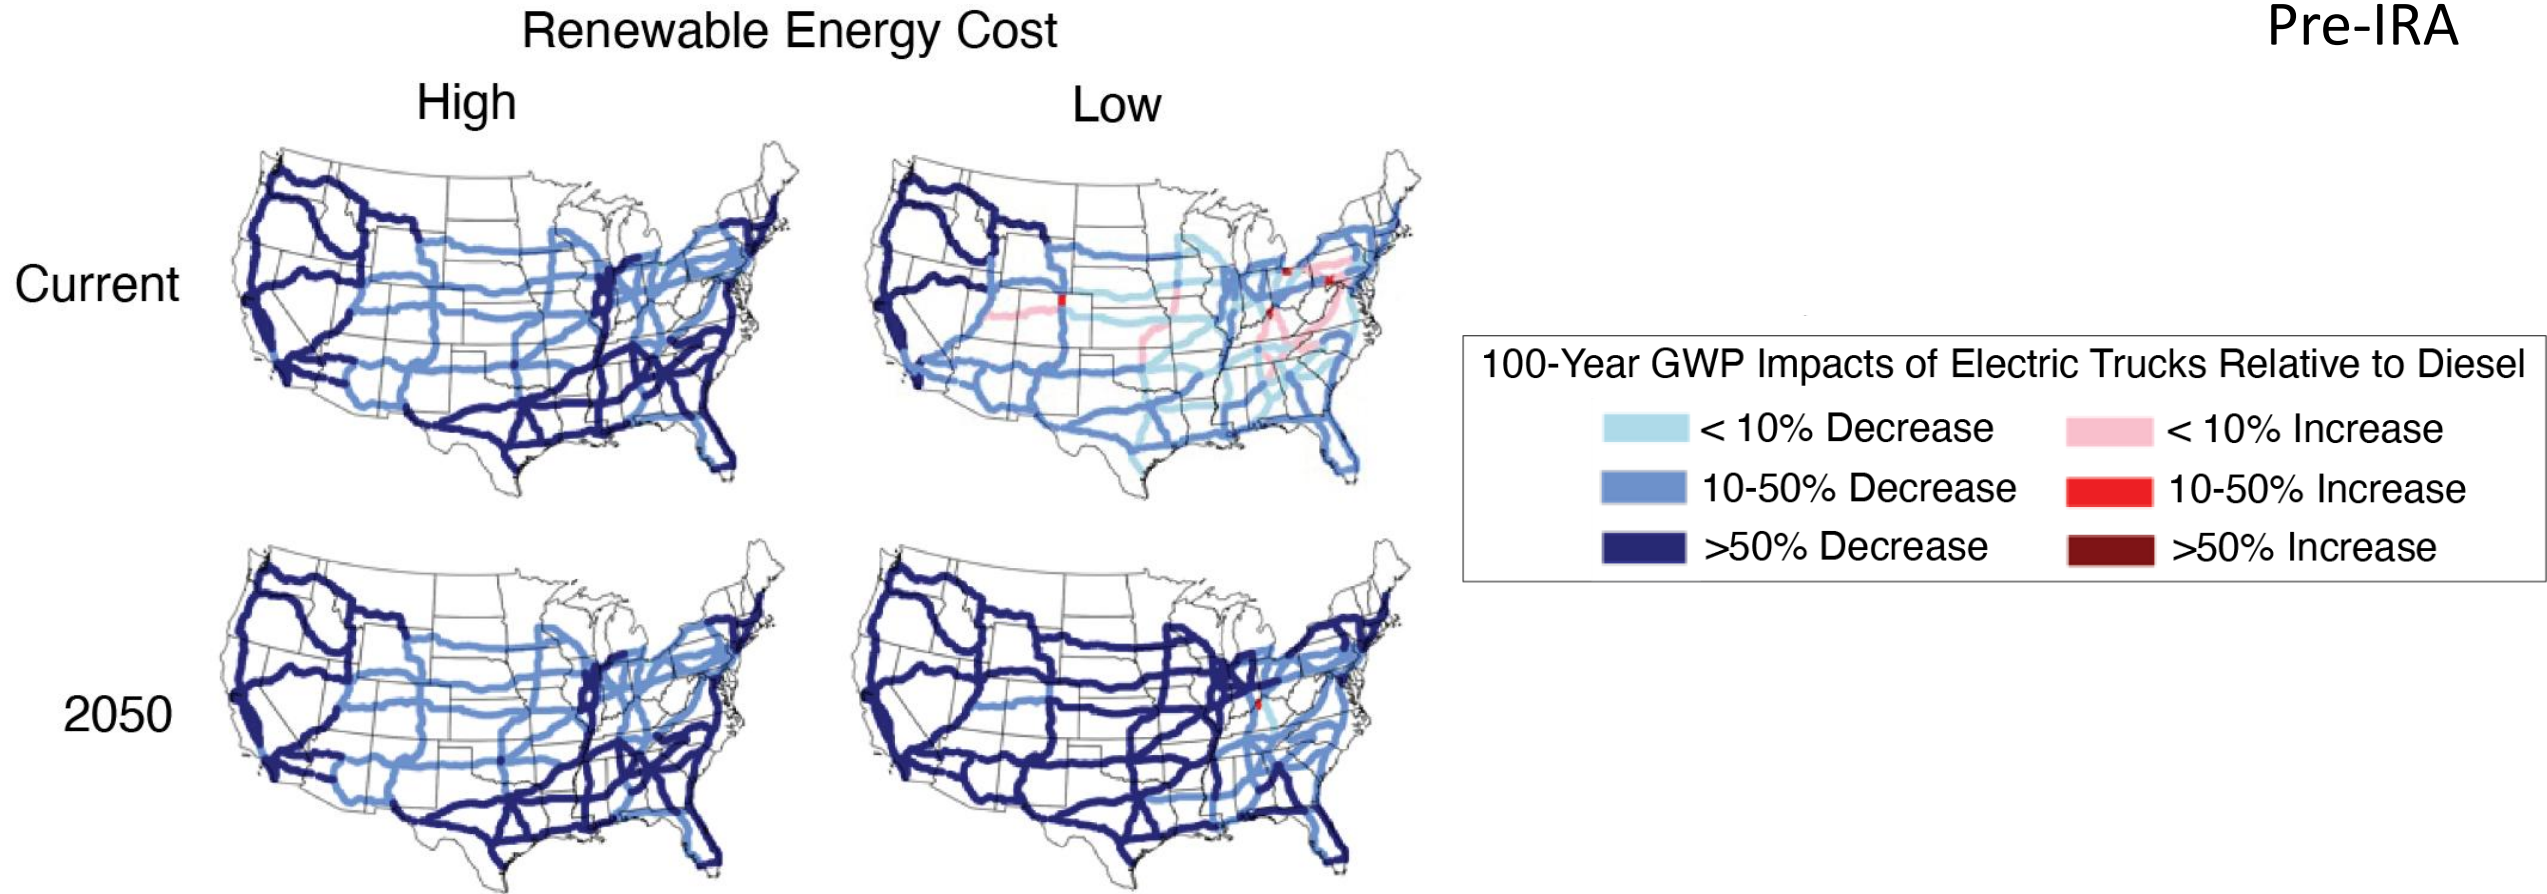 Renewable Energy Cost
Pre-IRA
High
Low
Current
2050
100-Year GWP Impacts of Electric Trucks Relative to Diesel
< 10% Decrease
< 10% Increase
10-50% Decrease
10-50% Increase
>50% Decrease
>50% Increase